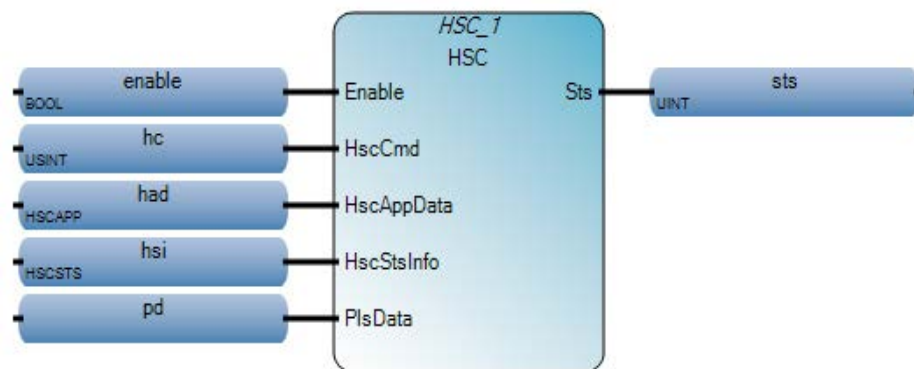 HSC_1
HSC
enable
BOOL
Enable
Sts
sts
UINT
hc
USINT
HscCmd
had
HSCAPP
HscAppData
hsi
HSCSTS
HscStsInfo
pd
PlsData